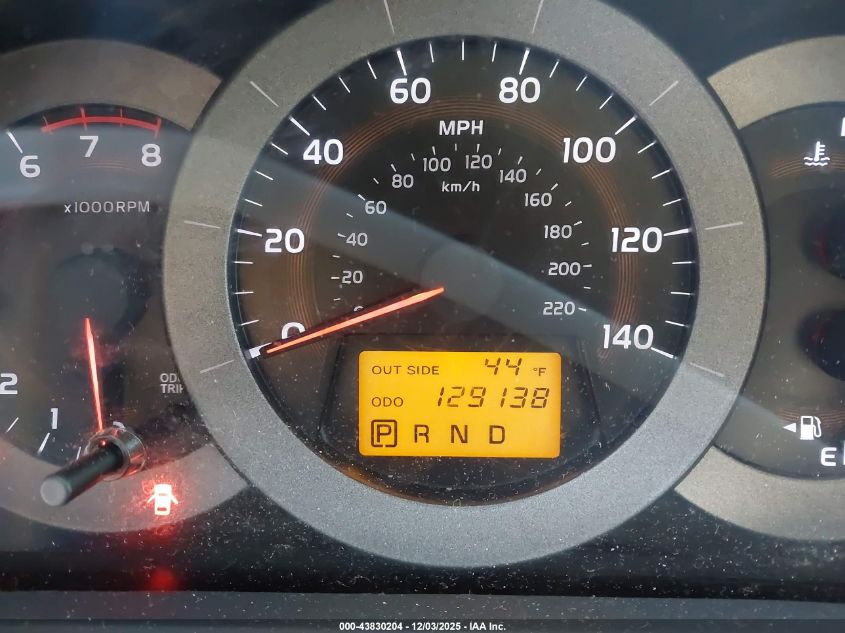 6 7 8
x1000RPM
2 1
OD
TRIP
0 20 40 60 80 100 120 140
MPH
20 40 60 80 100 120 140 160 180 200 220
km/h
OUT SIDE 44 °F
ODO 129138
P R N D
E
000-43830204 - 12/03/2025 - IAA Inc.